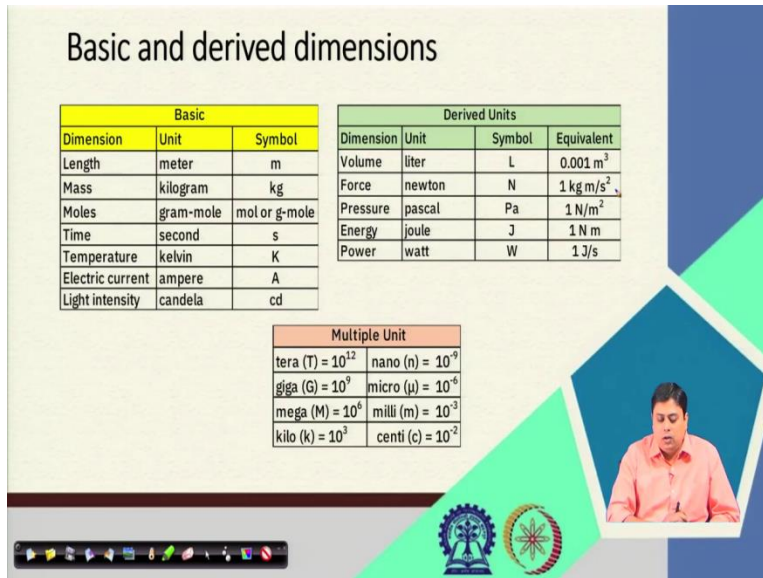 Basic and derived dimensions
Basic
Dimension Unit Symbol
Length meter m
Mass kilogram kg
Moles gram-mole mol or g-mole
Time second s
Temperature kelvin K
Electric current ampere A
Light intensity candela cd
Derived Units
Dimension Unit Symbol Equivalent
Volume liter L 0.001 m³
Force newton N 1 kg m/s²
Pressure pascal Pa 1 N/m²
Energy joule J 1 N m
Power watt W 1 J/s
Multiple Unit
tera (T) = 10¹² nano (n) = 10⁻⁹
giga (G) = 10⁹ micro (μ) = 10⁻⁶
mega (M) = 10⁶ milli (m) = 10⁻³
kilo (k) = 10³ centi (c) = 10⁻²